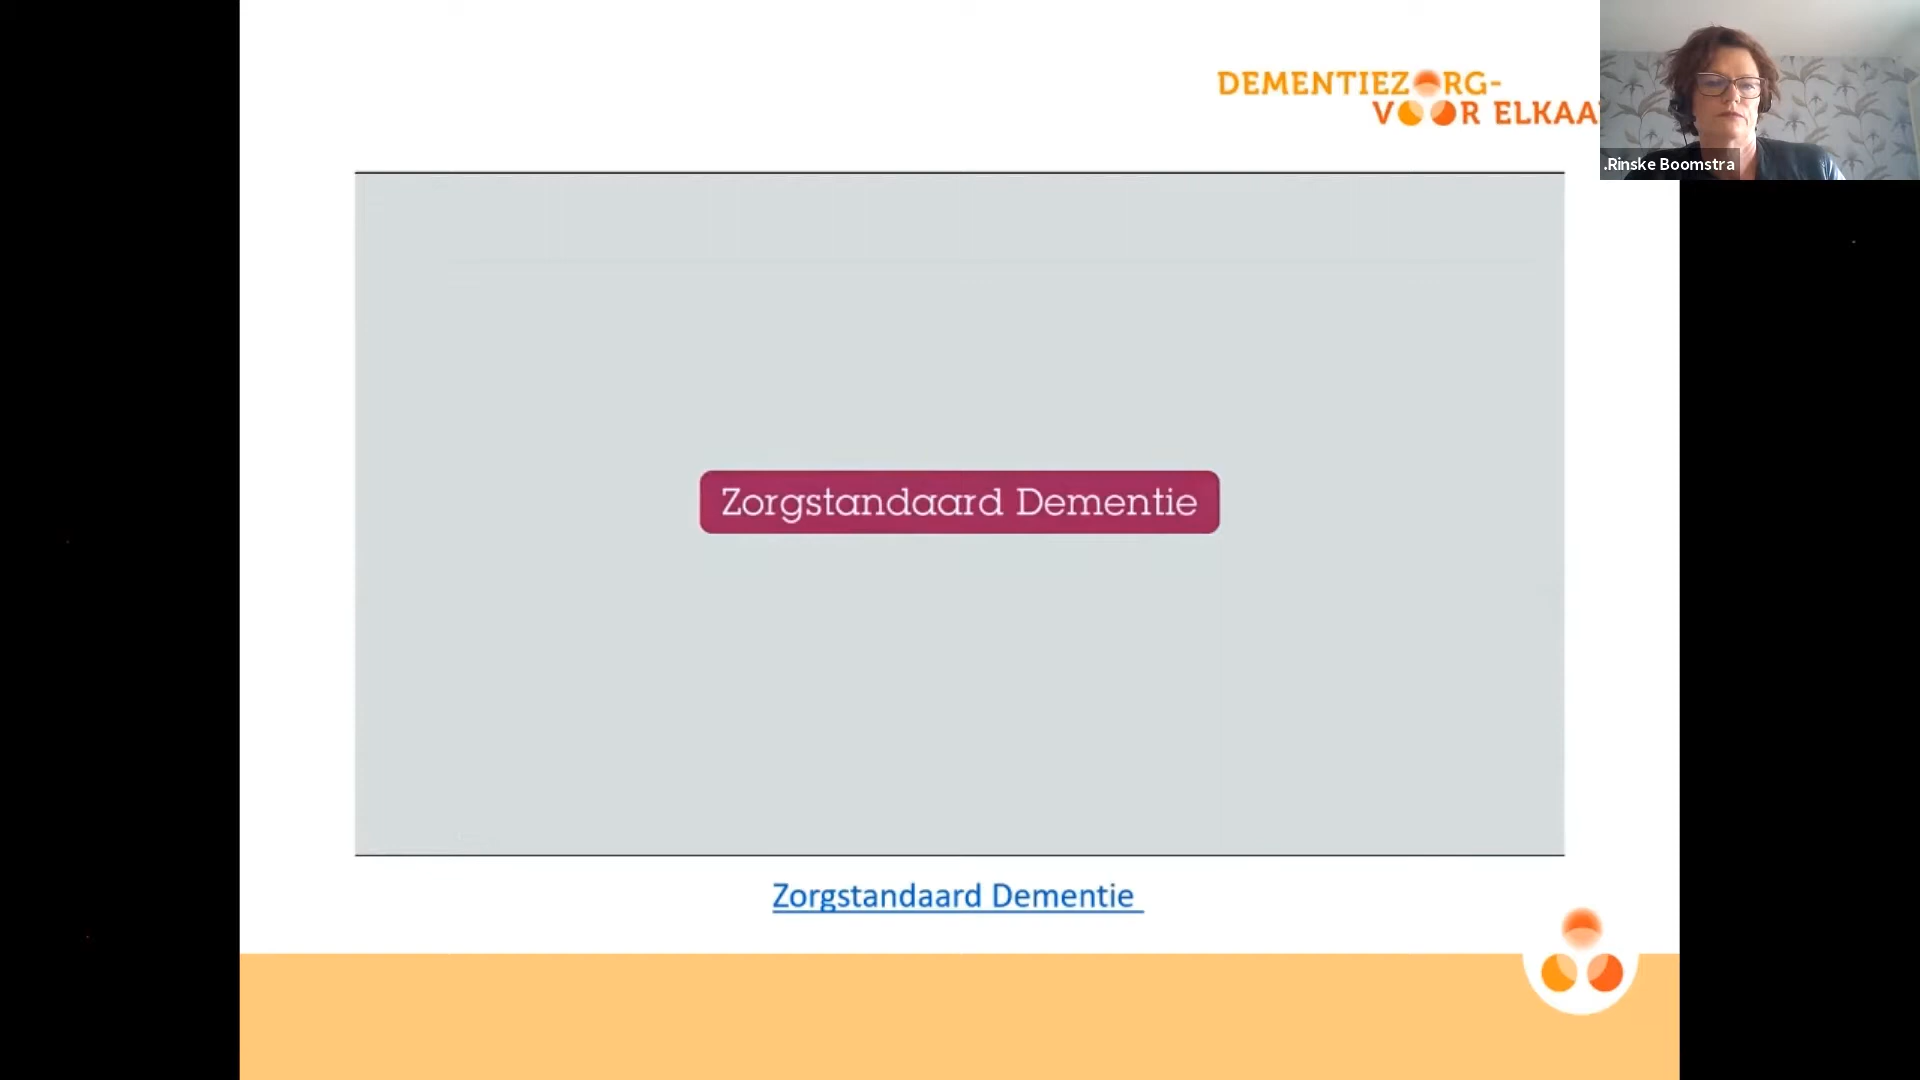 DEMENTIEZORG-
VOOR ELKAA
.Rinske Boomstra
Zorgstandaard Dementie
Zorgstandaard Dementie